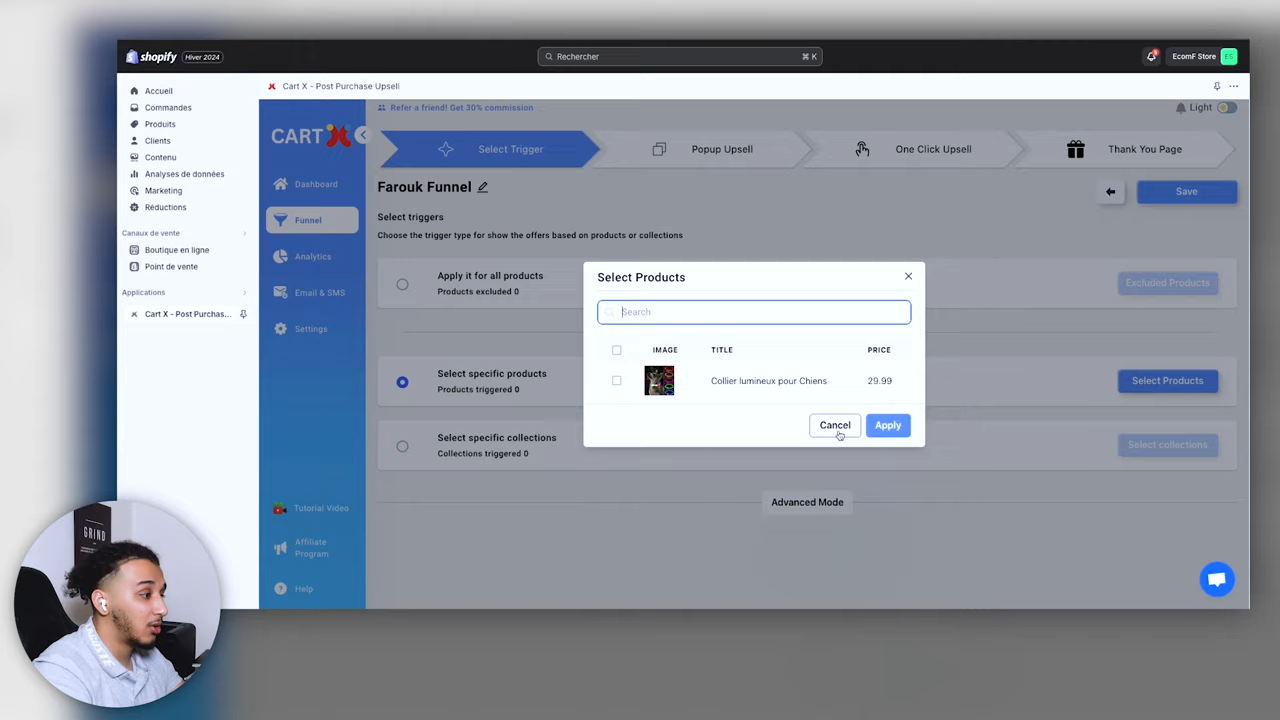 shopify
Hiver 2024
Rechercher
⌘ K
EcomF Store
ES
Accueil
Commandes
Produits
Clients
Contenu
Analyses de données
Marketing
Réductions
Canaux de vente
Boutique en ligne
Point de vente
Applications
Cart X - Post Purchas...
Cart X - Post Purchase Upsell
Refer a friend! Get 30% commission
Light
CART X
Dashboard
Funnel
Analytics
Email & SMS
Settings
Tutorial Video
Affiliate
Program
Help
Select Trigger
Popup Upsell
One Click Upsell
Thank You Page
Farouk Funnel
Save
Select triggers
Choose the trigger type for show the offers based on products or collections
Apply it for all products
Products excluded 0
Excluded Products
Select specific products
Products triggered 0
Select Products
Select specific collections
Collections triggered 0
Select collections
Advanced Mode
Select Products
Search
IMAGE TITLE PRICE
Collier lumineux pour Chiens 29.99
Cancel
Apply
GRIND